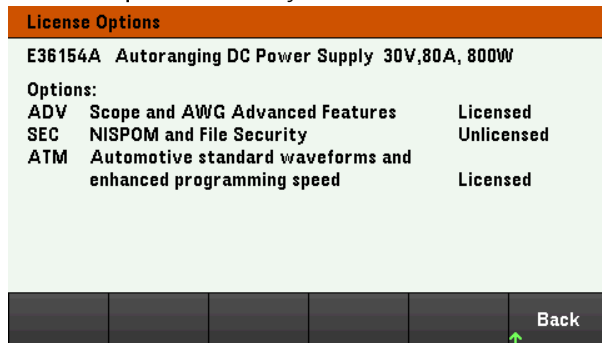 License Options
E36154A Autoranging DC Power Supply 30V,80A, 800W
Options:
ADV Scope and AWG Advanced Features Licensed
SEC NISPOM and File Security Unlicensed
ATM Automotive standard waveforms and
enhanced programming speed Licensed
Back